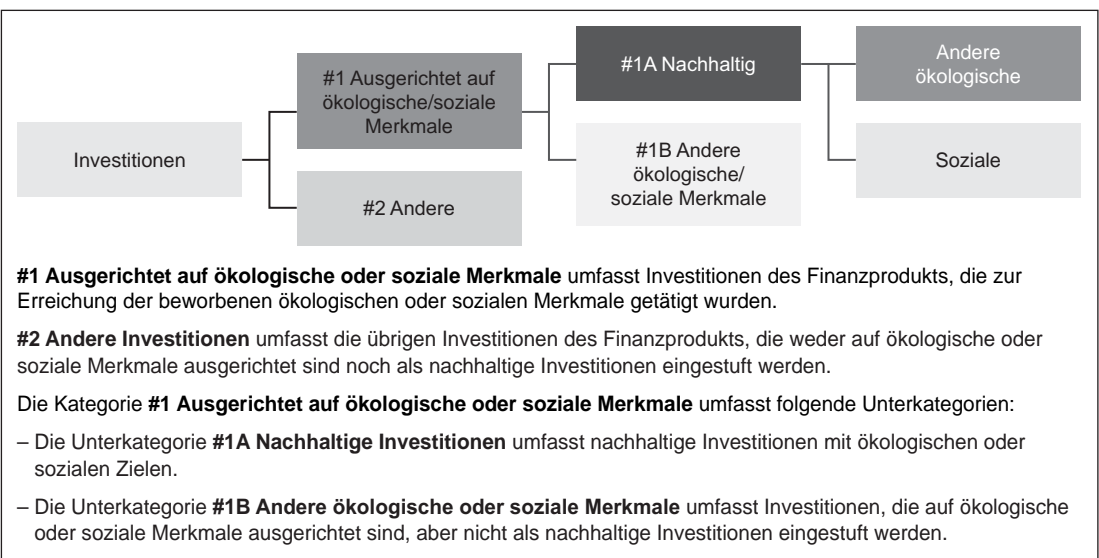 Investitionen
#1 Ausgerichtet auf
ökologische/soziale
Merkmale
#2 Andere
#1A Nachhaltig
#1B Andere
ökologische/
soziale Merkmale
Andere
ökologische
Soziale
#1 Ausgerichtet auf ökologische oder soziale Merkmale umfasst Investitionen des Finanzprodukts, die zur
Erreichung der beworbenen ökologischen oder sozialen Merkmale getätigt wurden.
#2 Andere Investitionen umfasst die übrigen Investitionen des Finanzprodukts, die weder auf ökologische oder
soziale Merkmale ausgerichtet sind noch als nachhaltige Investitionen eingestuft werden.
Die Kategorie #1 Ausgerichtet auf ökologische oder soziale Merkmale umfasst folgende Unterkategorien:
– Die Unterkategorie #1A Nachhaltige Investitionen umfasst nachhaltige Investitionen mit ökologischen oder
sozialen Zielen.
– Die Unterkategorie #1B Andere ökologische oder soziale Merkmale umfasst Investitionen, die auf ökologische
oder soziale Merkmale ausgerichtet sind, aber nicht als nachhaltige Investitionen eingestuft werden.